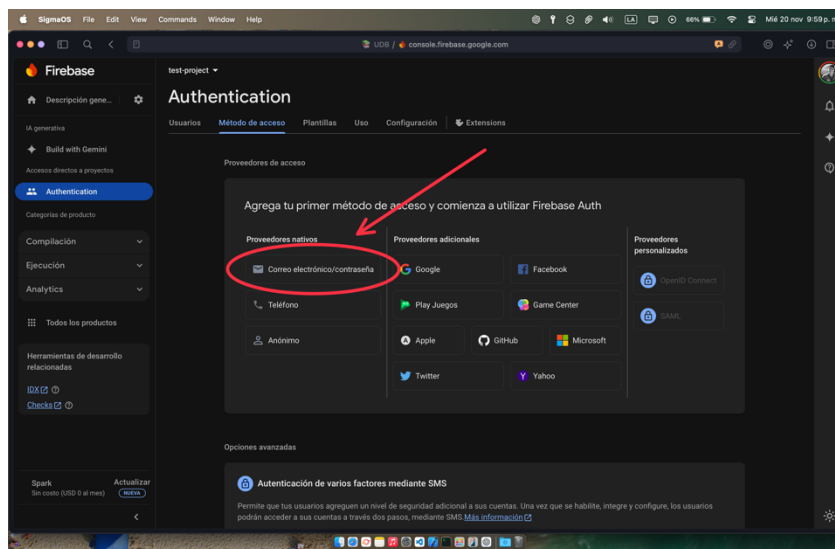 SigmaOS File Edit View Commands Window Help
LA 66% Mié 20 nov 9:59 p. m
UDB / console.firebase.google.com
Firebase
test-project
Descripción gene...
Authentication
Usuarios Método de acceso Plantillas Uso Configuración Extensions
IA generativa
Build with Gemini
Accesos directos a proyectos
Authentication
Categorías de producto
Compilación
Ejecución
Analytics
Todos los productos
Herramientas de desarrollo
relacionadas
IDX
Checks
Spark Actualizar
Sin costo (USD 0 al mes) NUEVA
Proveedores de acceso
Agrega tu primer método de acceso y comienza a utilizar Firebase Auth
Proveedores nativos
Correo electrónico/contraseña
Teléfono
Anónimo
Proveedores adicionales
Google Facebook
Play Juegos Game Center
Apple GitHub Microsoft
Twitter Yahoo
Proveedores
personalizados
OpenID Connect
SAML
Opciones avanzadas
Autenticación de varios factores mediante SMS
Permite que tus usuarios agreguen un nivel de seguridad adicional a sus cuentas. Una vez que se habilite, integre y configure, los usuarios
podrán acceder a sus cuentas a través dos pasos, mediante SMS. Más información